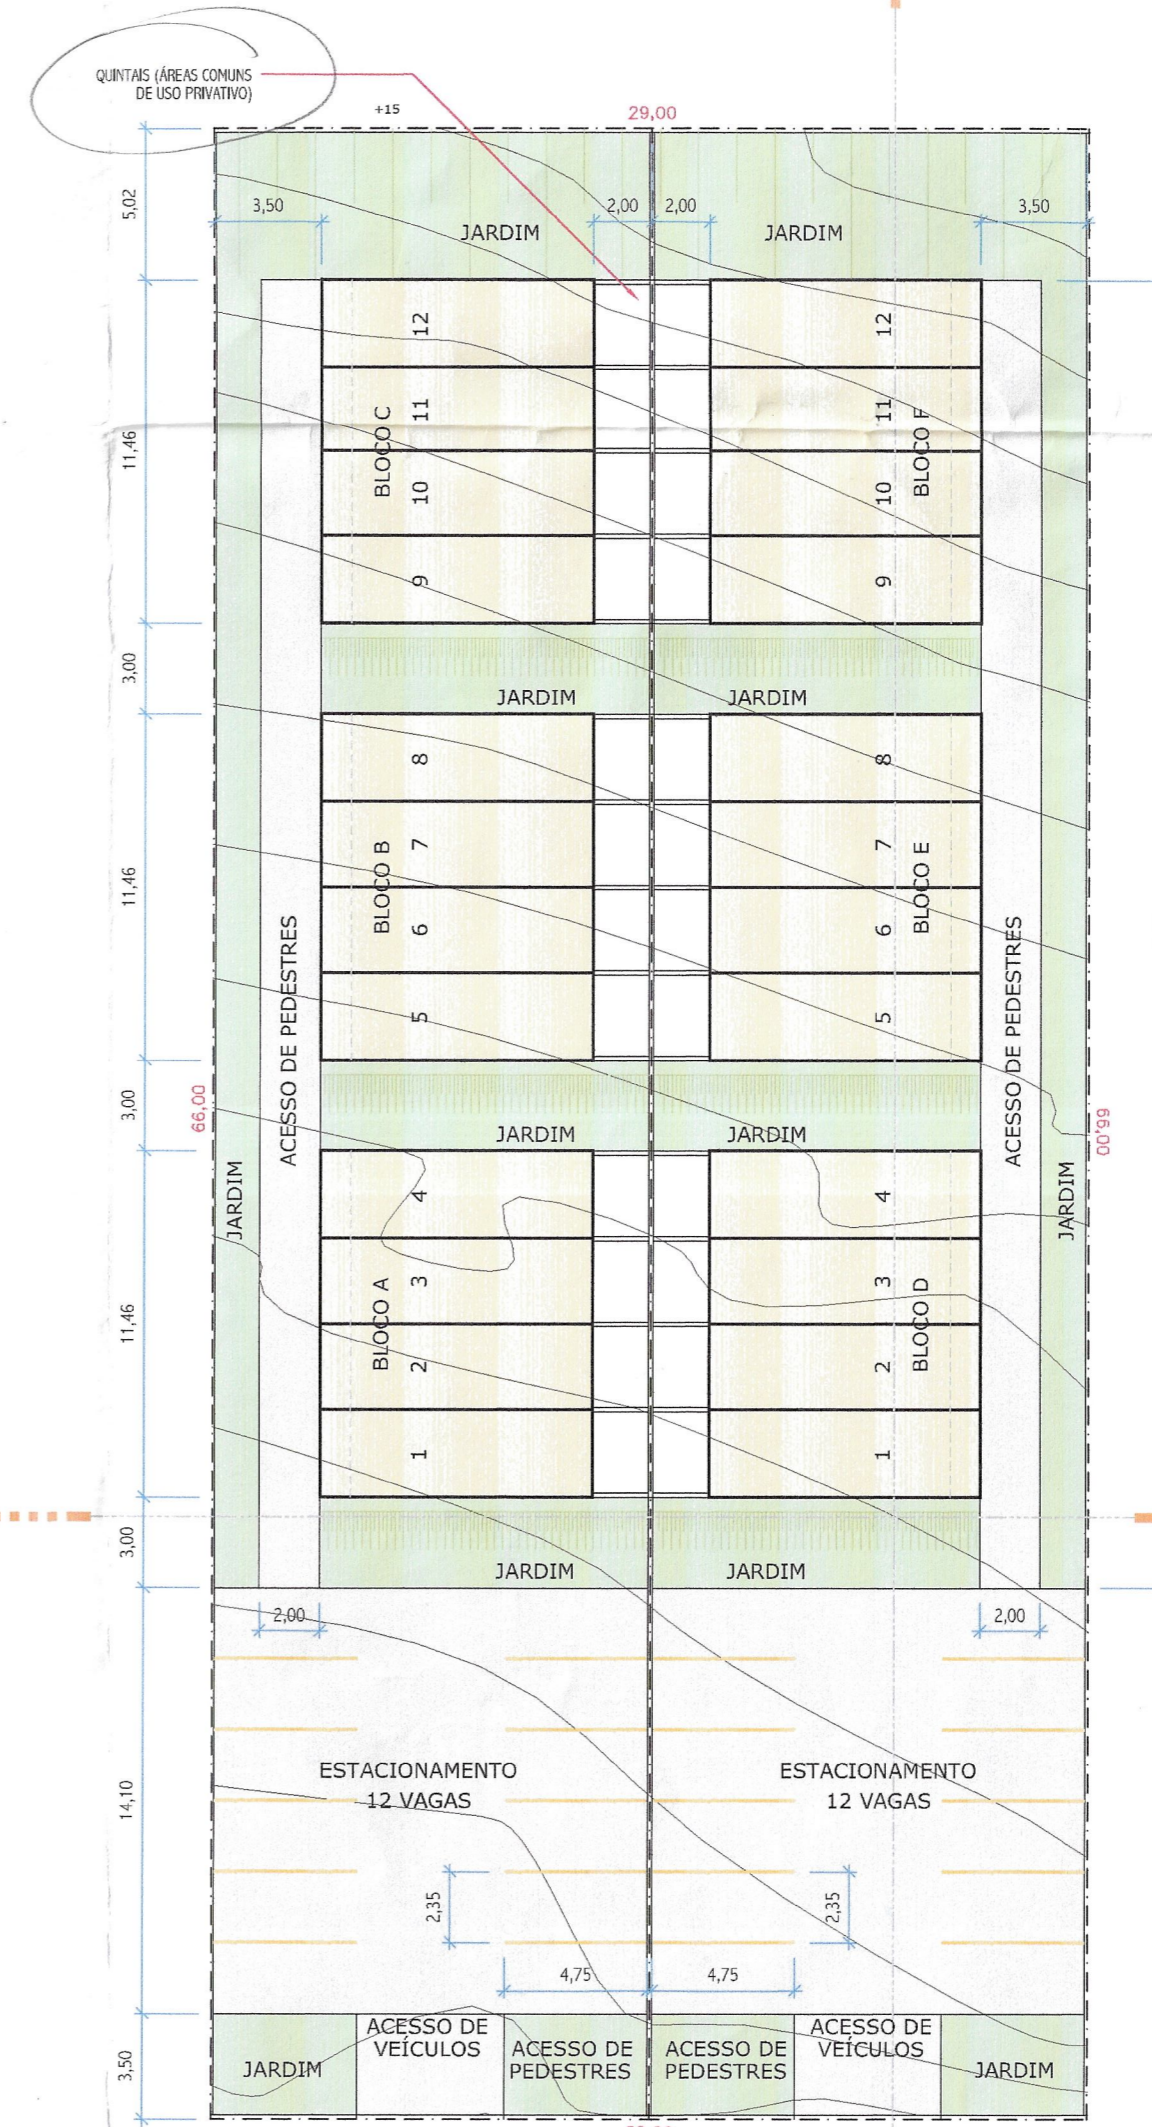 QUINTAIS (ÁREAS COMUNS
DE USO PRIVATIVO)
+15
29,00
5,02
3,50
2,00
2,00
3,50
JARDIM
JARDIM
12
12
11
11
BLOCO C
11,46
10
10
9
9
3,00
JARDIM
JARDIM
8
8
7
7
BLOCO B
BLOCO E
11,46
6
6
5
5
ACESSO DE PEDESTRES
ACESSO DE PEDESTRES
3,00
66,00
66,00
JARDIM
JARDIM
JARDIM
JARDIM
4
4
3
3
BLOCO A
BLOCO D
11,46
2
2
1
1
3,00
JARDIM
JARDIM
2,00
2,00
ESTACIONAMENTO
12 VAGAS
ESTACIONAMENTO
12 VAGAS
14,10
2,35
2,35
4,75
4,75
3,50
JARDIM
ACESSO DE
VEÍCULOS
ACESSO DE
PEDESTRES
ACESSO DE
PEDESTRES
ACESSO DE
VEÍCULOS
JARDIM